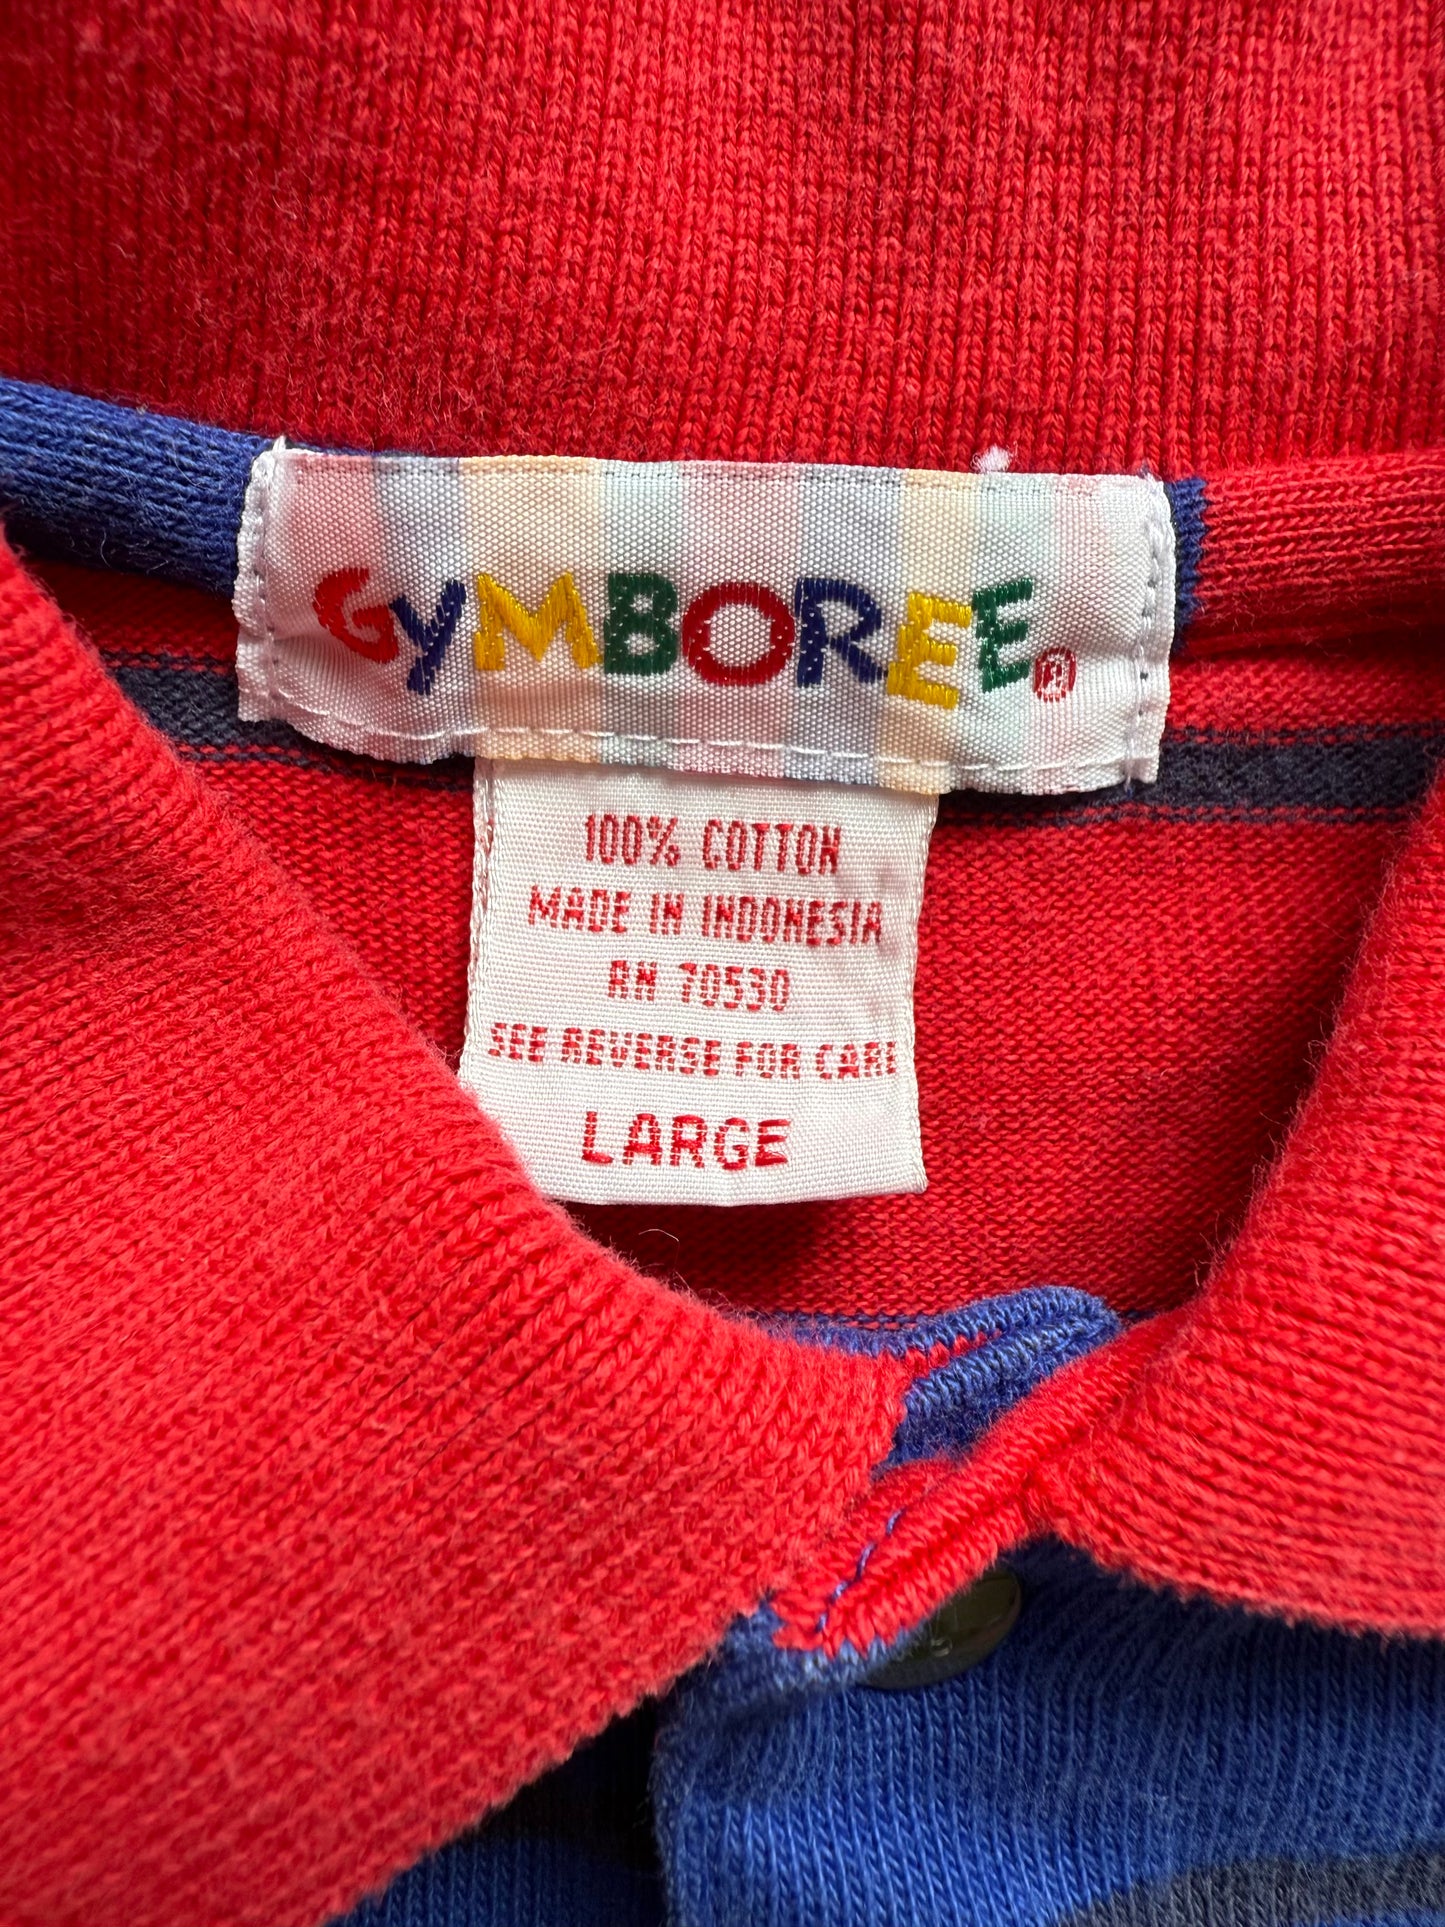 GYMBOREE®
100% COTTON
MADE IN INDONESIA
RN 70530
SEE REVERSE FOR CARE
LARGE